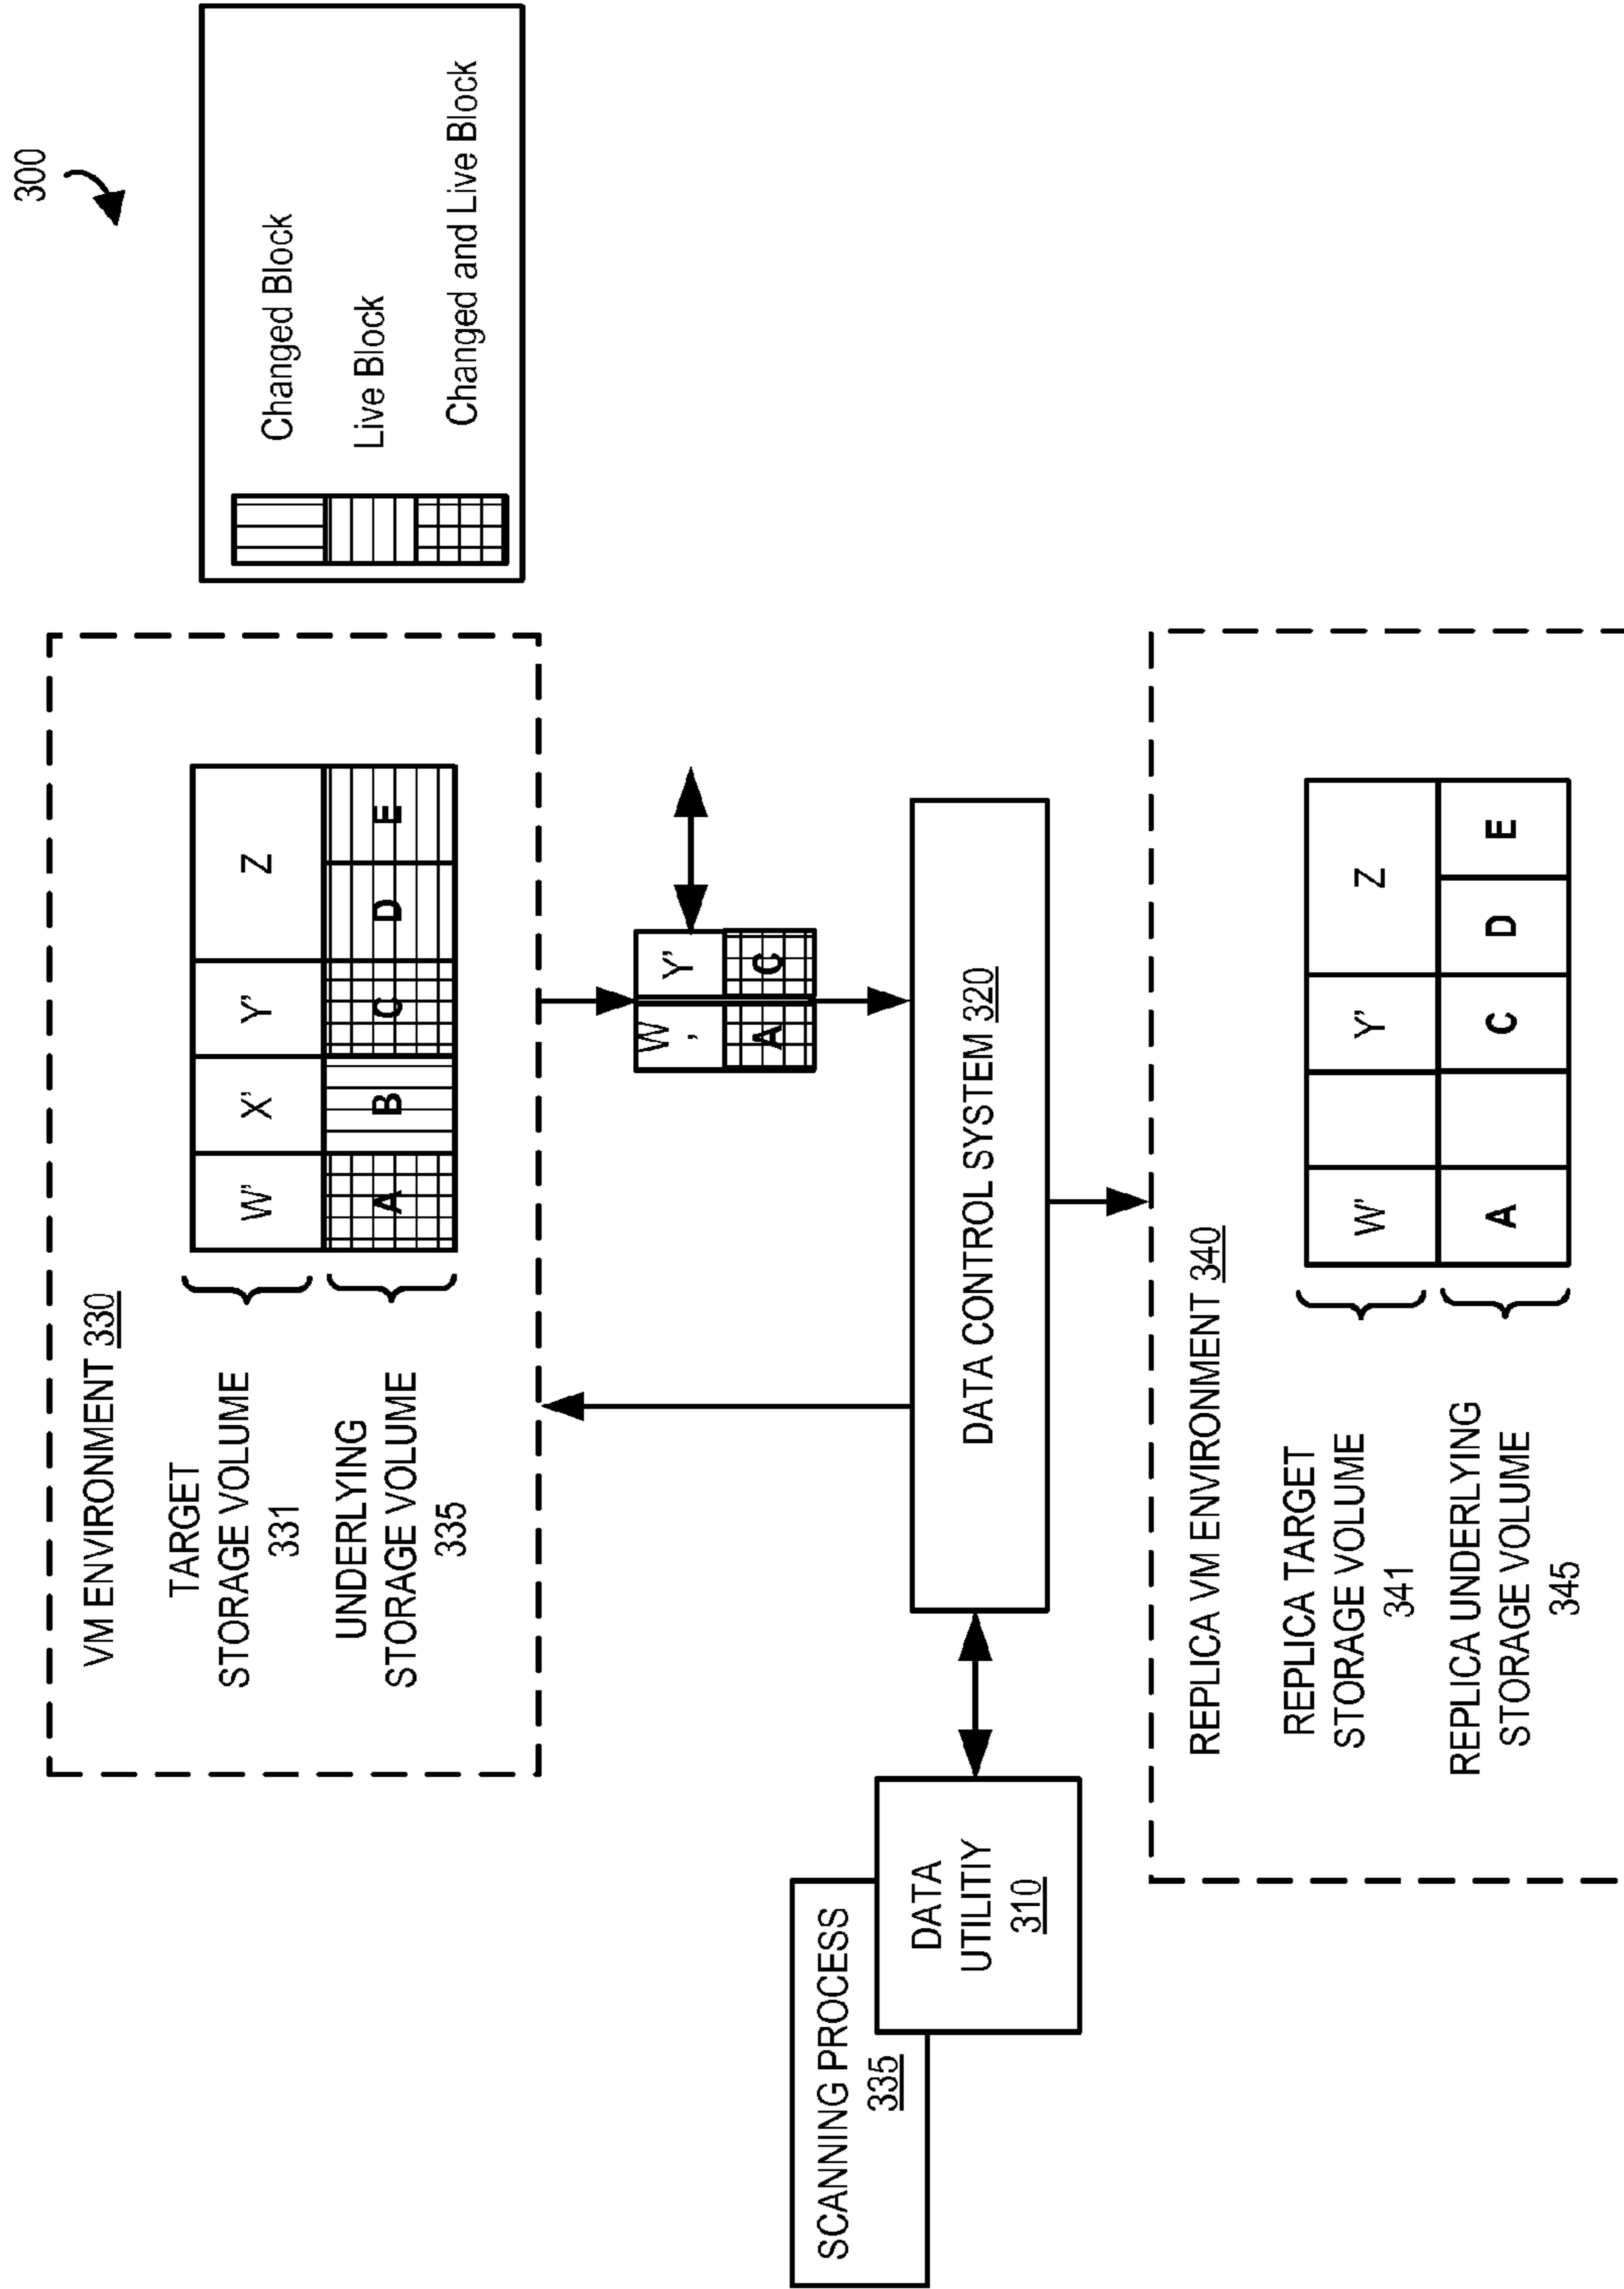 300
VM ENVIRONMENT 330
TARGET
STORAGE VOLUME
331
UNDERLYING
STORAGE VOLUME
335
W' X' Y' Z
A B C D E
Changed Block
Live Block
Changed and Live Block
W' Y'
A C
SCANNING PROCESS
335
DATA
UTILITIY
310
DATA CONTROL SYSTEM 320
REPLICA VM ENVIRONMENT 340
REPLICA TARGET
STORAGE VOLUME
341
REPLICA UNDERLYING
STORAGE VOLUME
345
W' Y' Z
A C D E